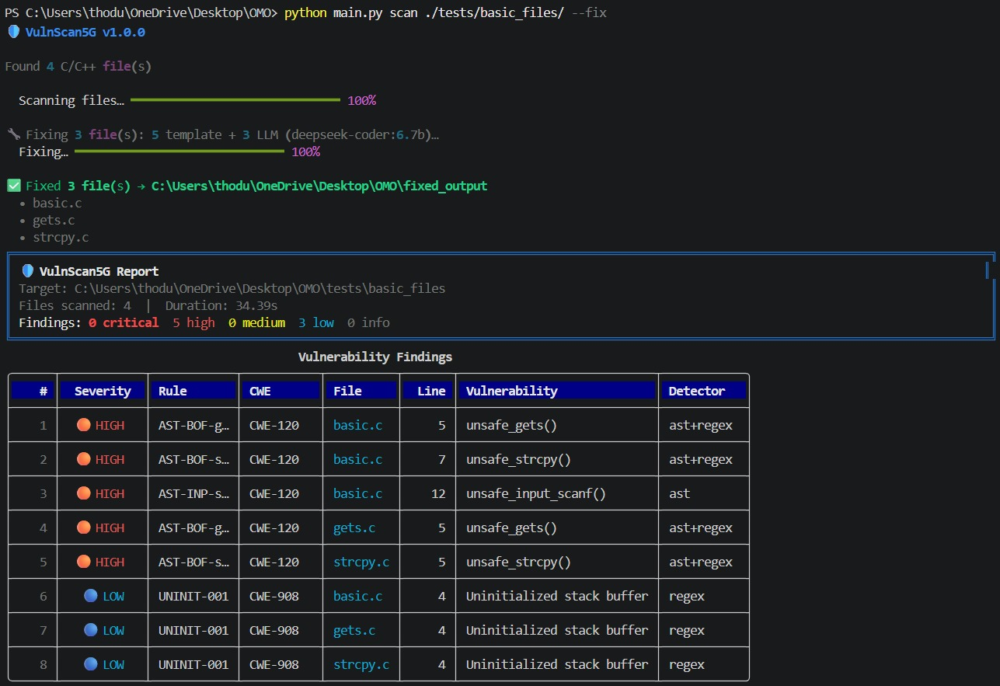 PS C:\Users\thodu\OneDrive\Desktop\OMO> python main.py scan ./tests/basic_files/ --fix
VulnScan5G v1.0.0
Found 4 C/C++ file(s)
Scanning files… 100%
Fixing 3 file(s): 5 template + 3 LLM (deepseek-coder:6.7b)…
Fixing… 100%
✅ Fixed 3 file(s) → C:\Users\thodu\OneDrive\Desktop\OMO\fixed_output
• basic.c
• gets.c
• strcpy.c
VulnScan5G Report
Target: C:\Users\thodu\OneDrive\Desktop\OMO\tests\basic_files
Files scanned: 4 | Duration: 34.39s
Findings: 0 critical 5 high 0 medium 3 low 0 info
Vulnerability Findings
# Severity Rule CWE File Line Vulnerability Detector
1 HIGH AST-BOF-g… CWE-120 basic.c 5 unsafe_gets() ast+regex
2 HIGH AST-BOF-s… CWE-120 basic.c 7 unsafe_strcpy() ast+regex
3 HIGH AST-INP-s… CWE-120 basic.c 12 unsafe_input_scanf() ast
4 HIGH AST-BOF-g… CWE-120 gets.c 5 unsafe_gets() ast+regex
5 HIGH AST-BOF-s… CWE-120 strcpy.c 5 unsafe_strcpy() ast+regex
6 LOW UNINIT-001 CWE-908 basic.c 4 Uninitialized stack buffer regex
7 LOW UNINIT-001 CWE-908 gets.c 4 Uninitialized stack buffer regex
8 LOW UNINIT-001 CWE-908 strcpy.c 4 Uninitialized stack buffer regex